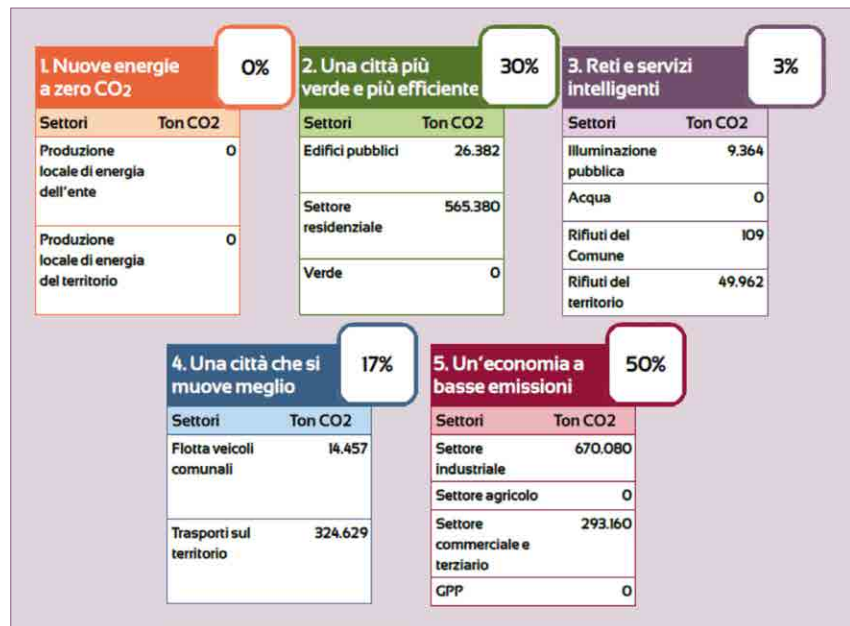 1. Nuove energie
a zero CO2
0%
Settori Ton CO2
Produzione 0
locale di energia
dell'ente
Produzione 0
locale di energia
del territorio
2. Una città più
verde e più efficiente
30%
Settori Ton CO2
Edifici pubblici 26.382
Settore 565.380
residenziale
Verde 0
3. Reti e servizi
intelligenti
3%
Settori Ton CO2
Illuminazione 9.364
pubblica
Acqua 0
Rifiuti del 109
Comune
Rifiuti del 49.962
territorio
4. Una città che si
muove meglio
17%
Settori Ton CO2
Flotta veicoli 14.457
comunali
Trasporti sul 324.629
territorio
5. Un'economia a
basse emissioni
50%
Settori Ton CO2
Settore 670.080
industriale
Settore agricolo 0
Settore 293.160
commerciale e
terziario
GPP 0